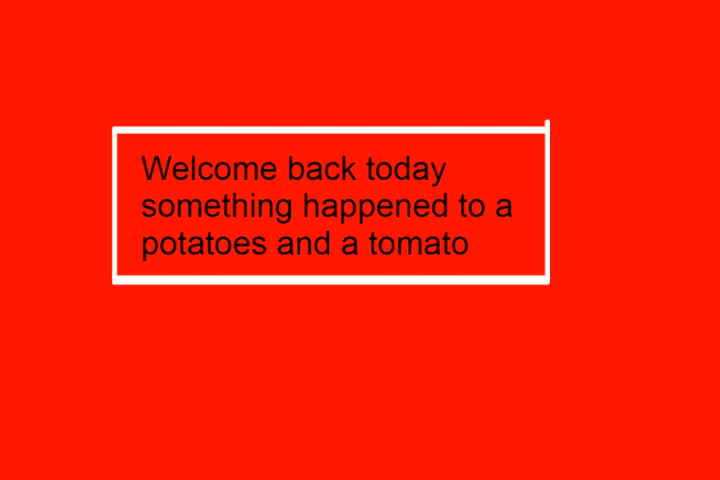 Welcome back today
something happened to a
potatoes and a tomato